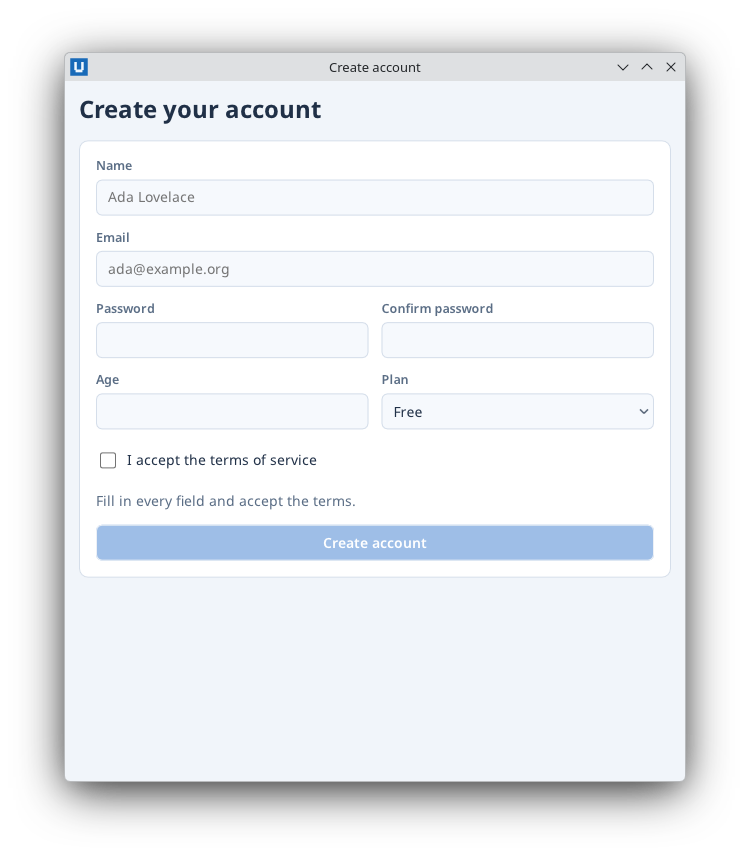 Create account
Create your account
Name
Ada Lovelace
Email
ada@example.org
Password
Confirm password
Age
Plan
Free
I accept the terms of service
Fill in every field and accept the terms.
Create account